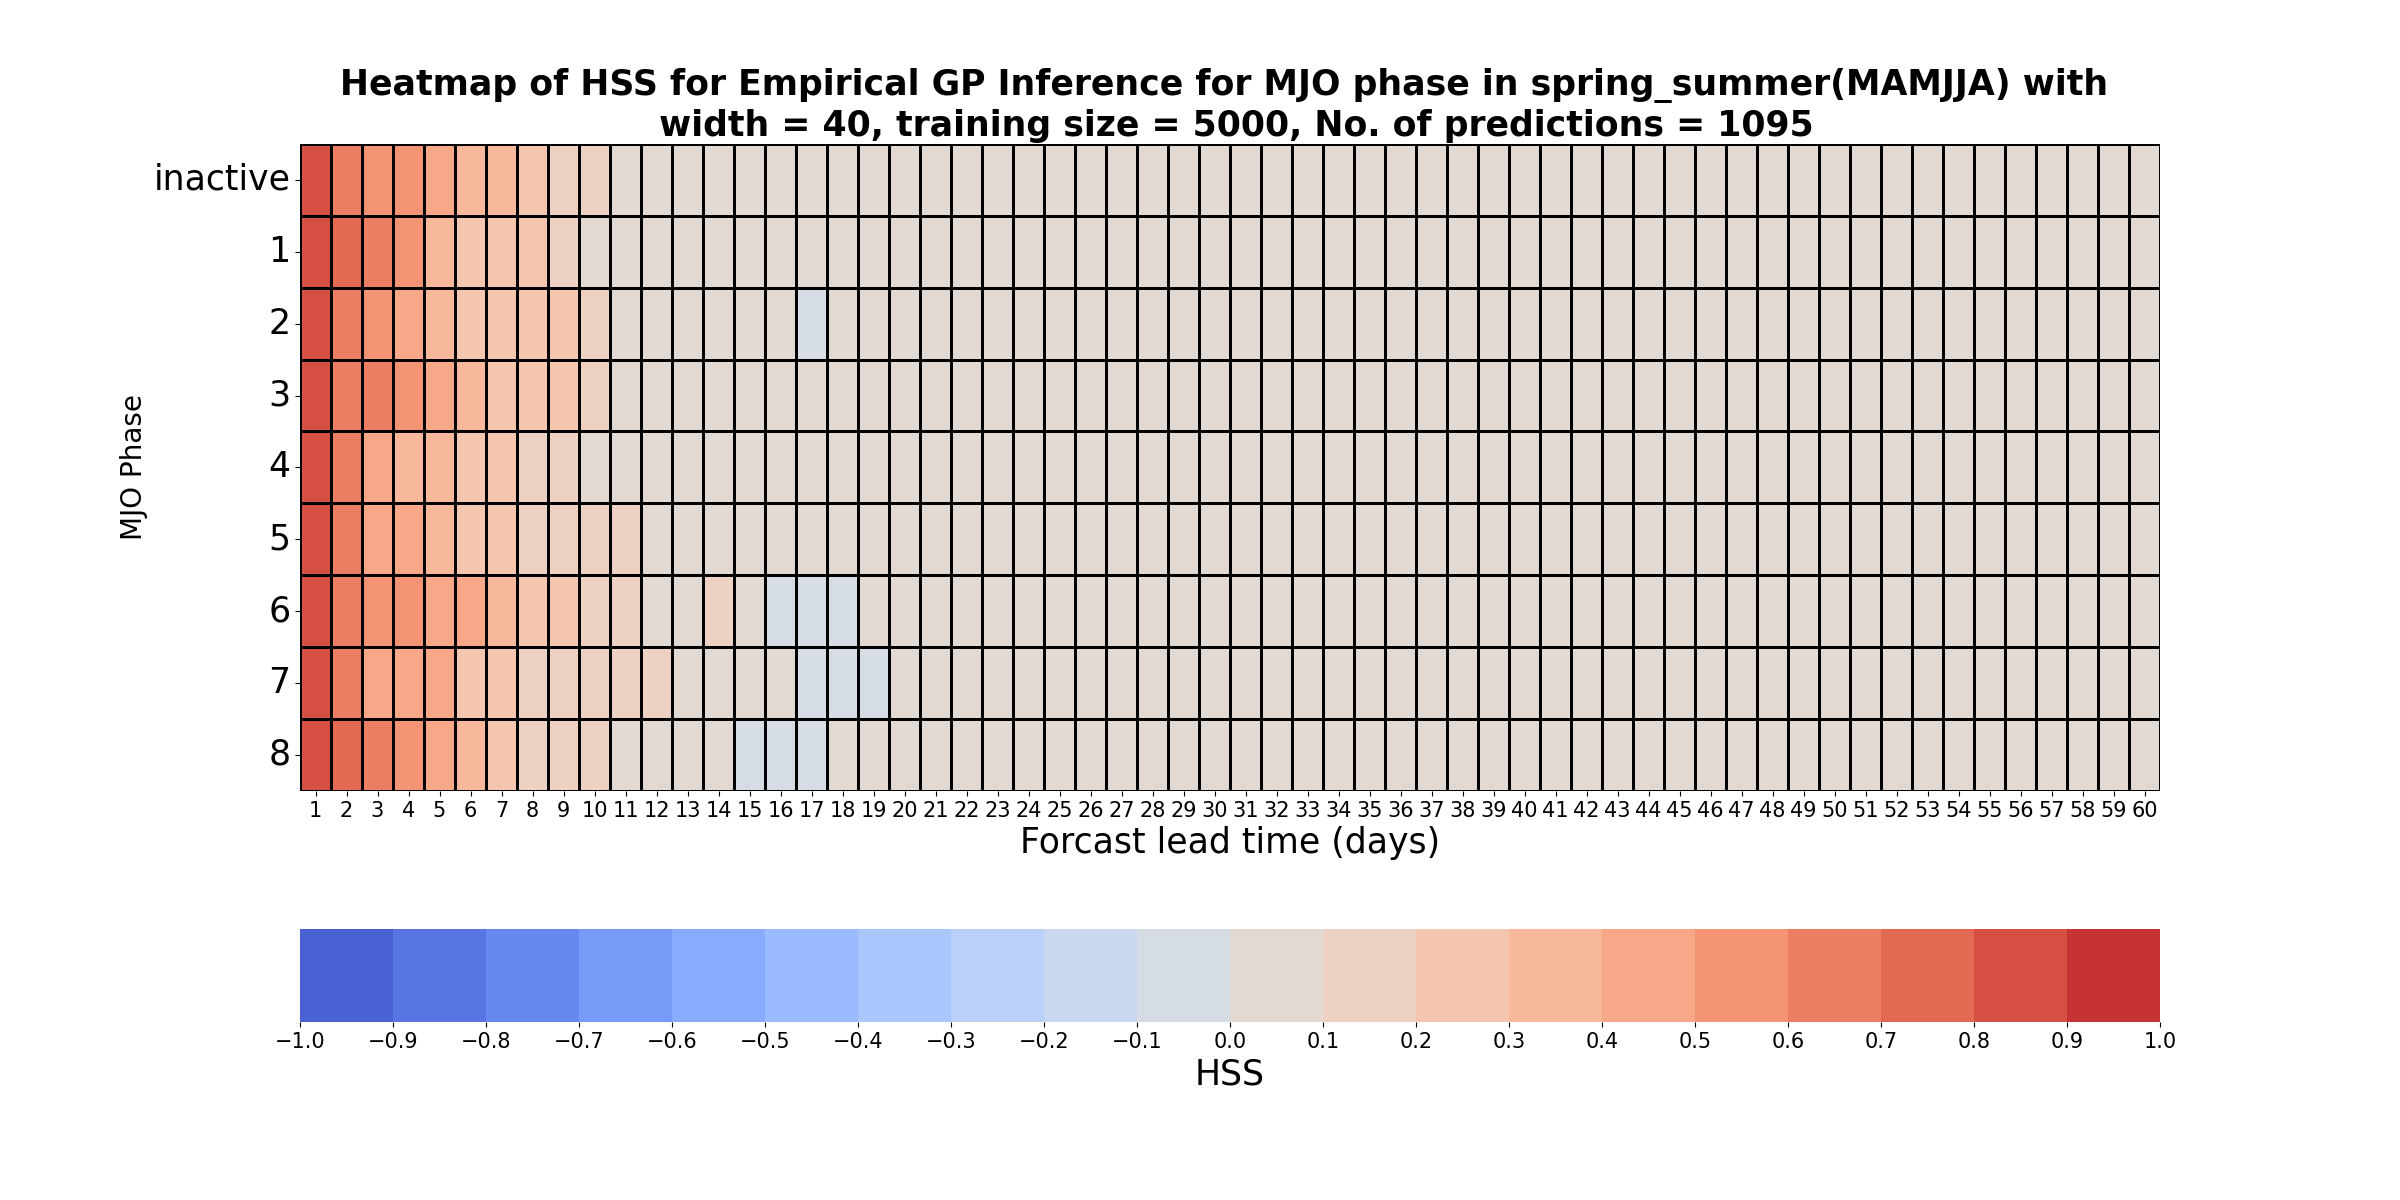 Heatmap of HSS for Empirical GP Inference for MJO phase in spring_summer(MAMJJA) with
width = 40, training size = 5000, No. of predictions = 1095
MJO Phase
inactive
1
2
3
4
5
6
7
8
1 2 3 4 5 6 7 8 9 10 11 12 13 14 15 16 17 18 19 20 21 22 23 24 25 26 27 28 29 30 31 32 33 34 35 36 37 38 39 40 41 42 43 44 45 46 47 48 49 50 51 52 53 54 55 56 57 58 59 60
Forcast lead time (days)
−1.0 −0.9 −0.8 −0.7 −0.6 −0.5 −0.4 −0.3 −0.2 −0.1 0.0 0.1 0.2 0.3 0.4 0.5 0.6 0.7 0.8 0.9 1.0
HSS